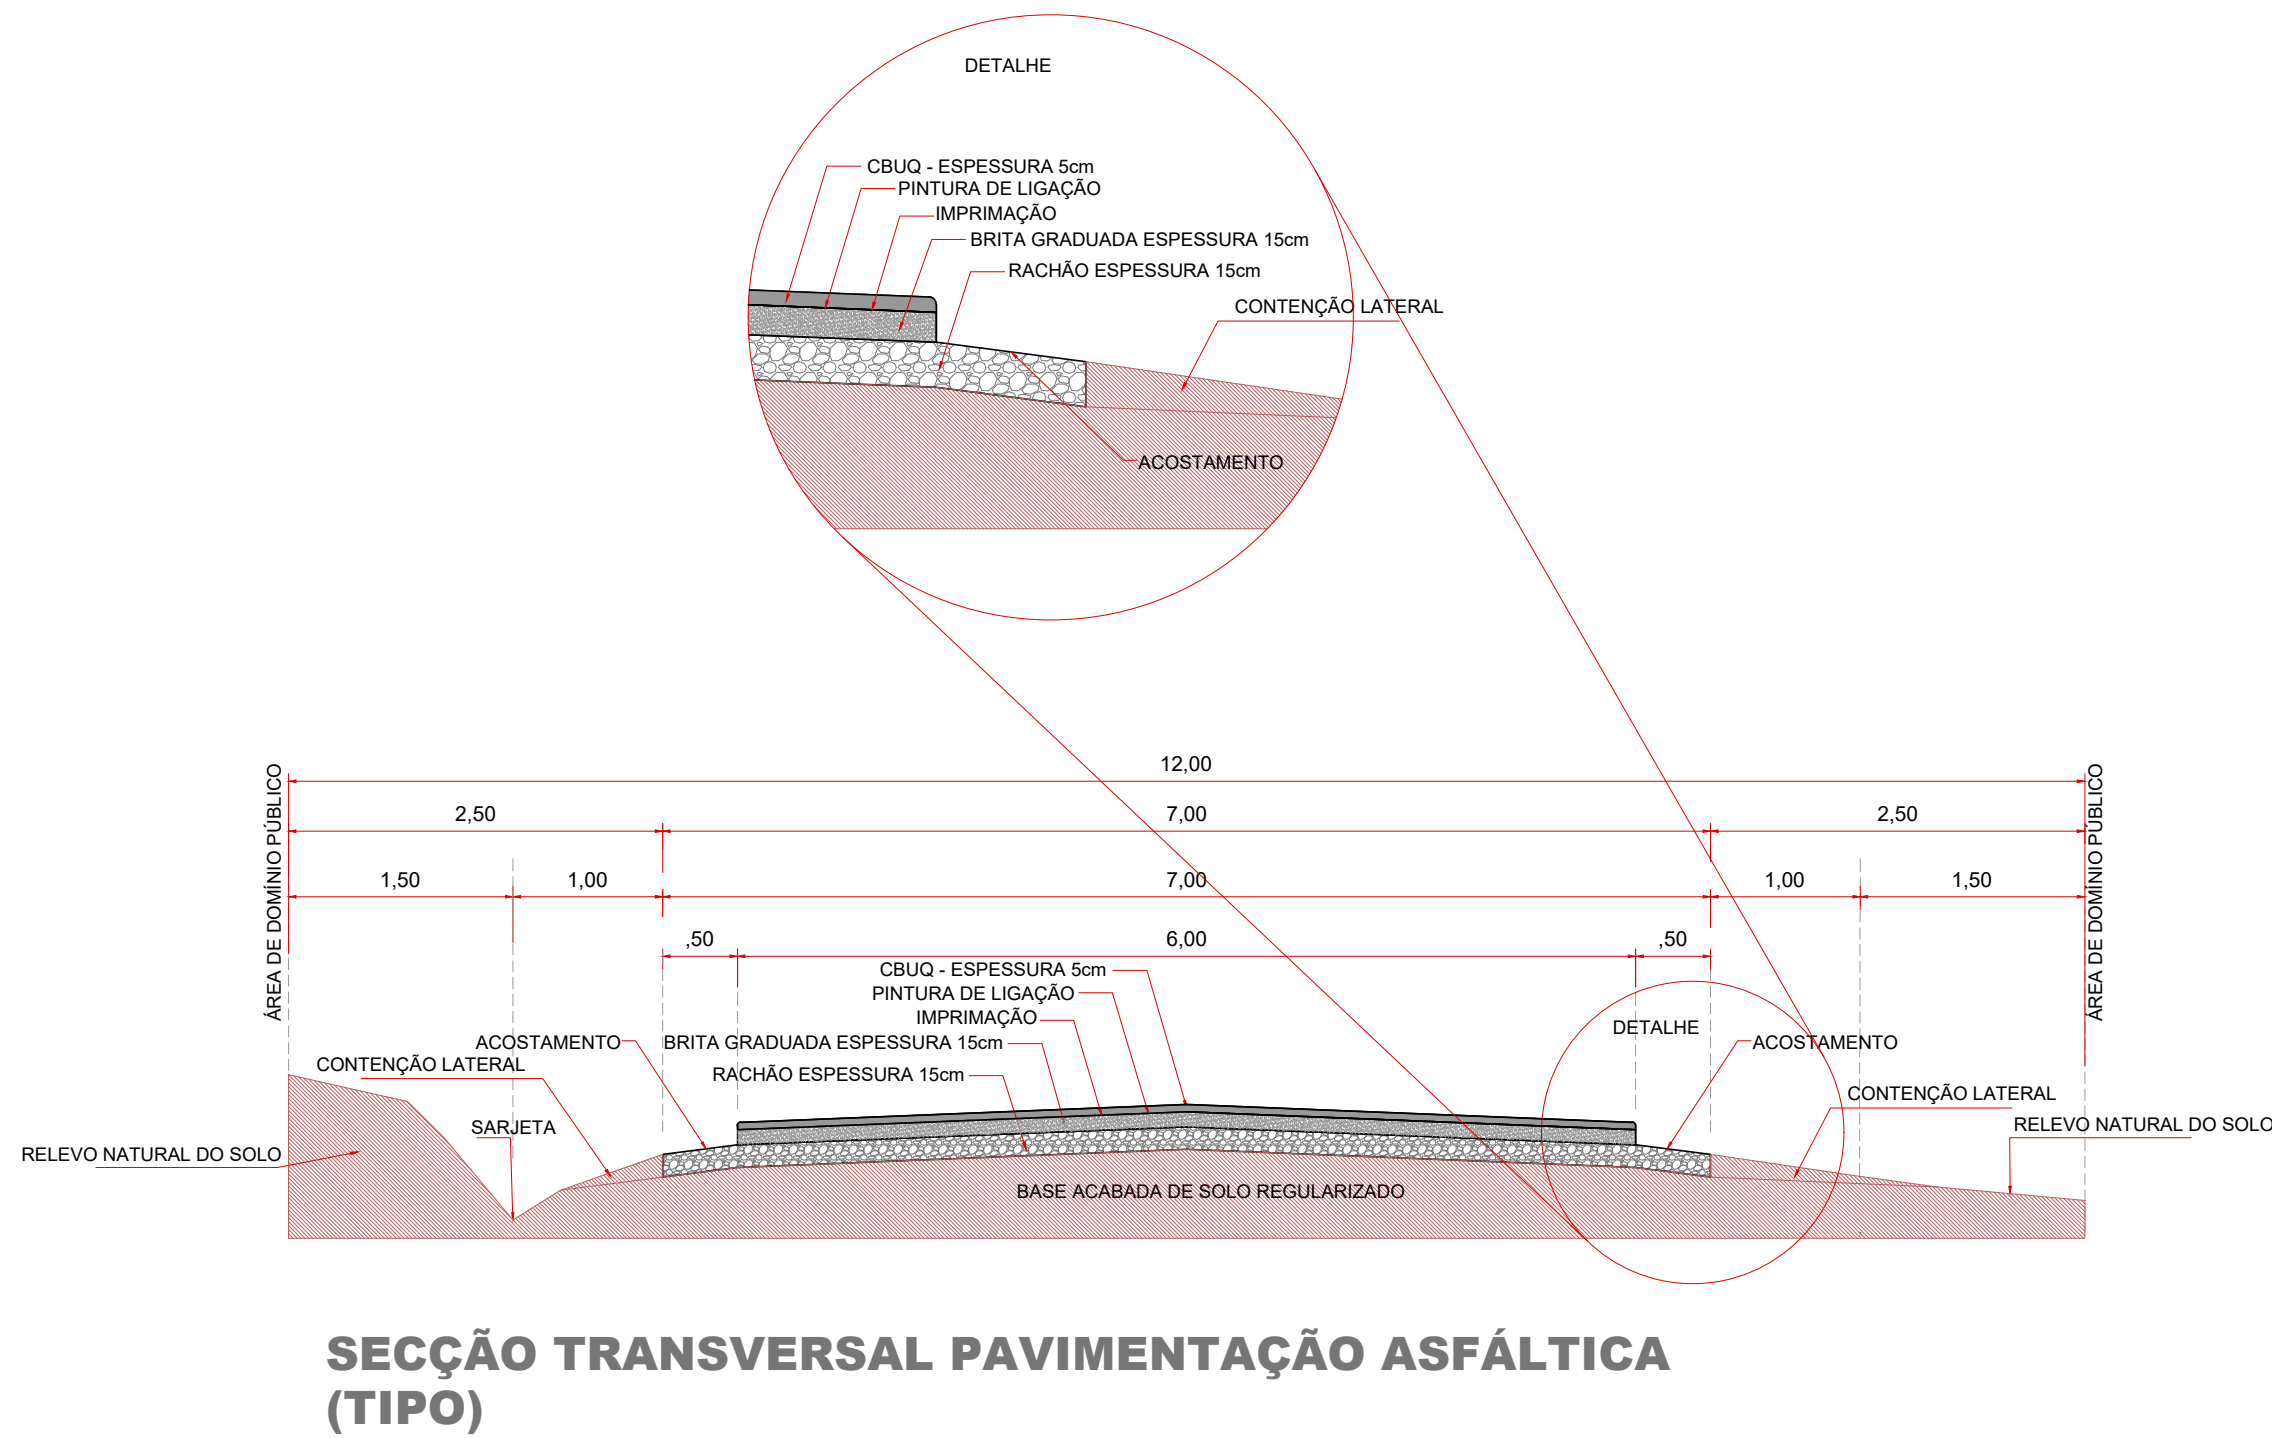 DETALHE
CBUQ - ESPESSURA 5cm
PINTURA DE LIGAÇÃO
IMPRIMAÇÃO
BRITA GRADUADA ESPESSURA 15cm
RACHÃO ESPESSURA 15cm
CONTENÇÃO LATERAL
ACOSTAMENTO
12,00
2,50
7,00
2,50
1,50
1,00
7,00
1,00
1,50
,50
6,00
,50
ÁREA DE DOMÍNIO PÚBLICO
ÁREA DE DOMÍNIO PÚBLICO
CBUQ - ESPESSURA 5cm
PINTURA DE LIGAÇÃO
IMPRIMAÇÃO
DETALHE
ACOSTAMENTO
BRITA GRADUADA ESPESSURA 15cm
ACOSTAMENTO
CONTENÇÃO LATERAL
RACHÃO ESPESSURA 15cm
CONTENÇÃO LATERAL
SARJETA
RELEVO NATURAL DO SOLO
RELEVO NATURAL DO SOLO
BASE ACABADA DE SOLO REGULARIZADO
SECÇÃO TRANSVERSAL PAVIMENTAÇÃO ASFÁLTICA
(TIPO)